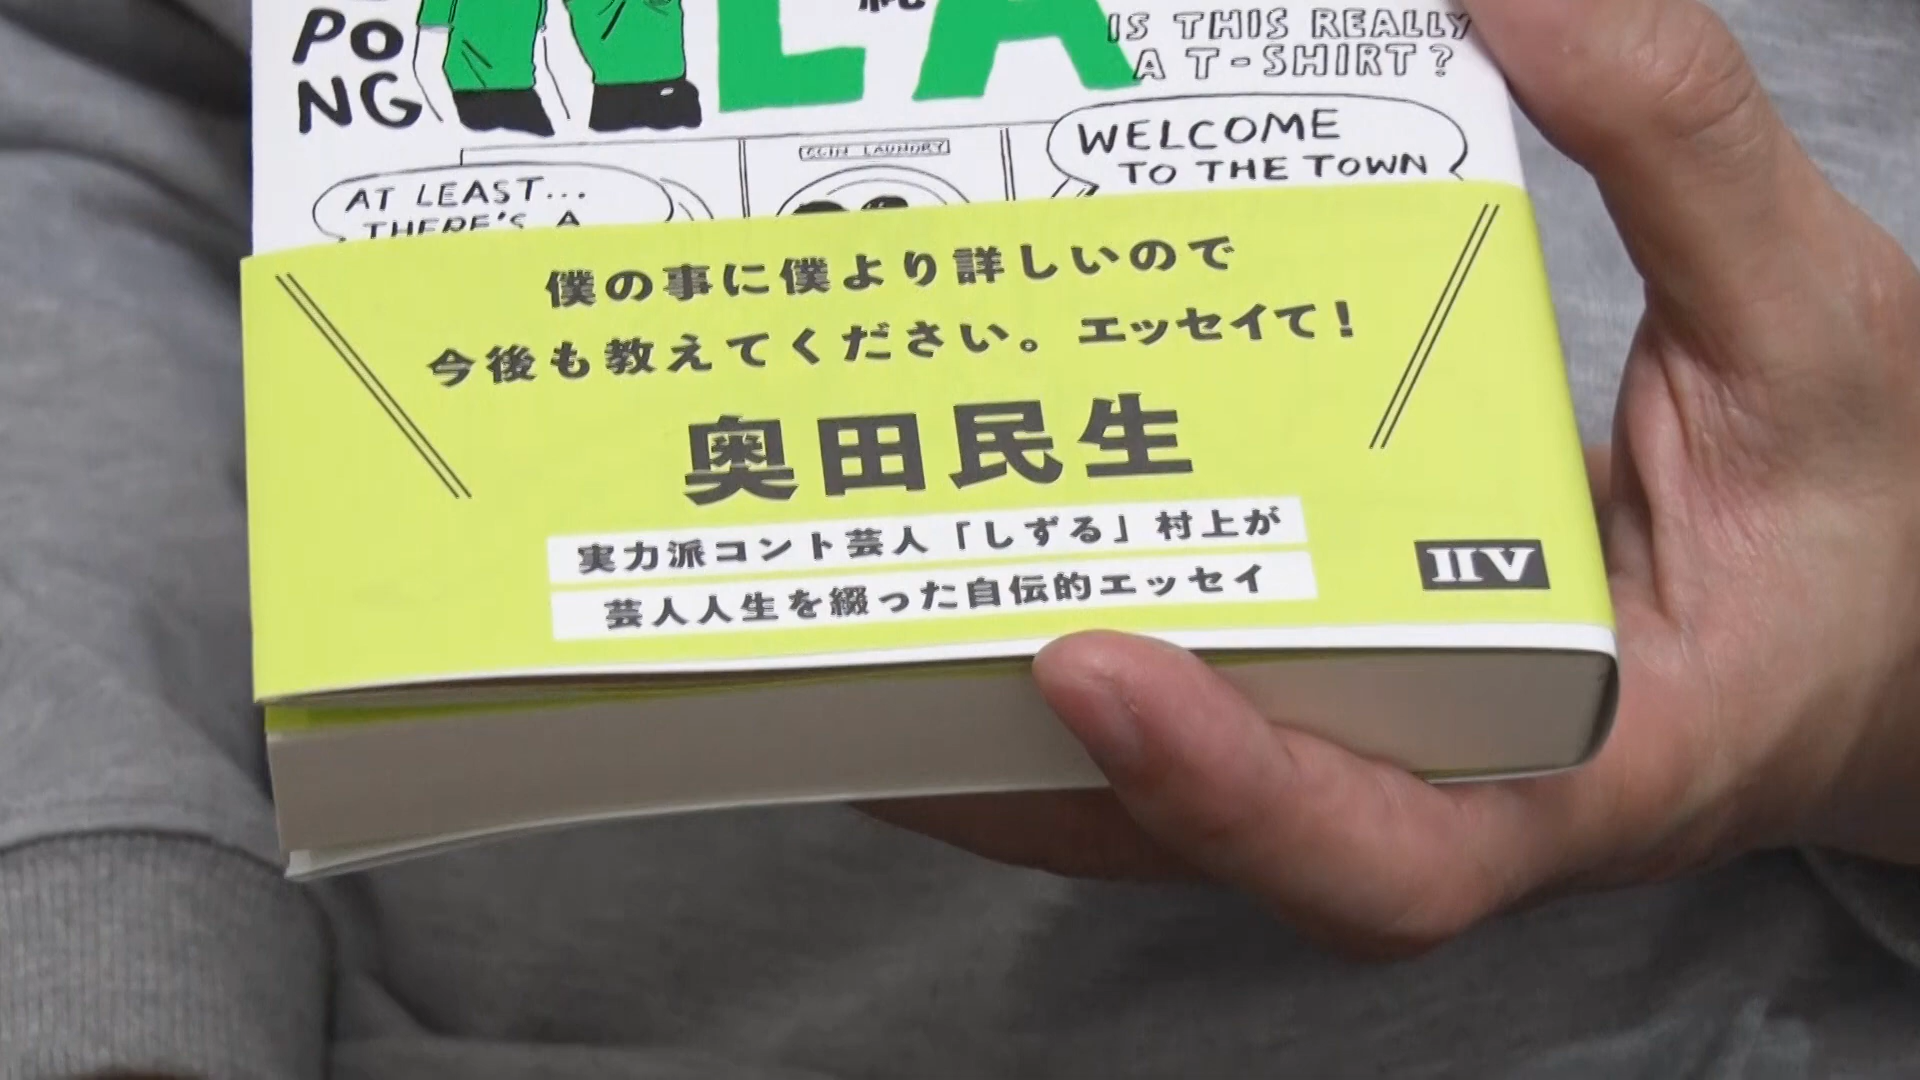 PO
NG
LA
純
IS THIS REALLY
A T-SHIRT?
COIN LAUNDRY
WELCOME
TO THE TOWN
AT LEAST...
THERE'S A
僕の事に僕より詳しいので
今後も教えてください。エッセイて!
奥田民生
実力派コント芸人「しずる」村上が
芸人人生を綴った自伝的エッセイ
IIV